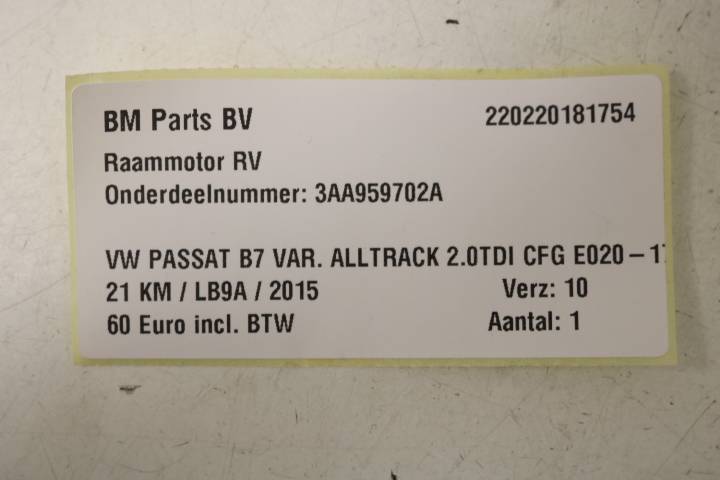 BM Parts BV 220220181754
Raammotor RV
Onderdeelnummer: 3AA959702A
VW PASSAT B7 VAR. ALLTRACK 2.0TDI CFG E020 – 1
21 KM / LB9A / 2015 Verz: 10
60 Euro incl. BTW Aantal: 1